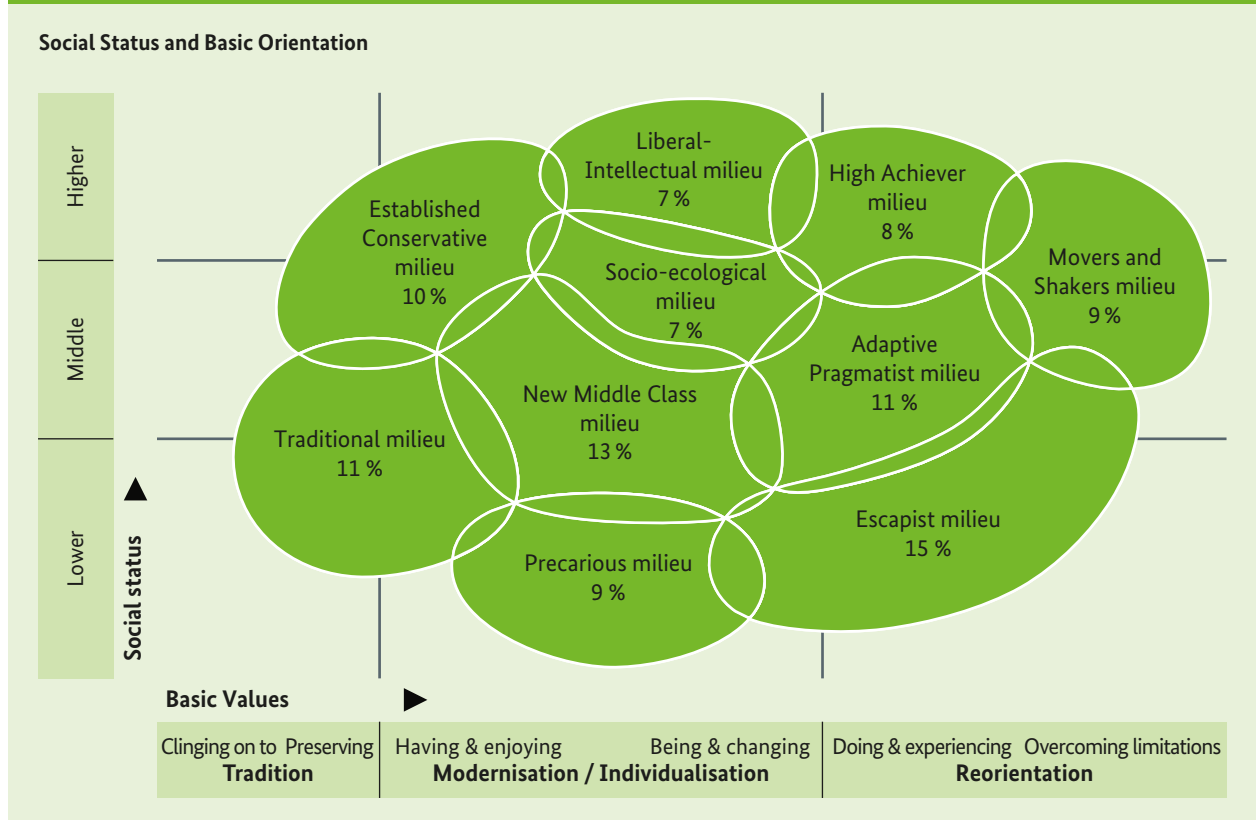 Social Status and Basic Orientation
Higher
Middle
Lower
Social status
Liberal-
Intellectual milieu
7 %
High Achiever
milieu
8 %
Established
Conservative
milieu
10 %
Movers and
Shakers milieu
9 %
Socio-ecological
milieu
7 %
Adaptive
Pragmatist milieu
11 %
New Middle Class
milieu
13 %
Traditional milieu
11 %
Escapist milieu
15 %
Precarious milieu
9 %
Basic Values
Clinging on to Preserving
Tradition
Having & enjoying Being & changing
Modernisation / Individualisation
Doing & experiencing Overcoming limitations
Reorientation